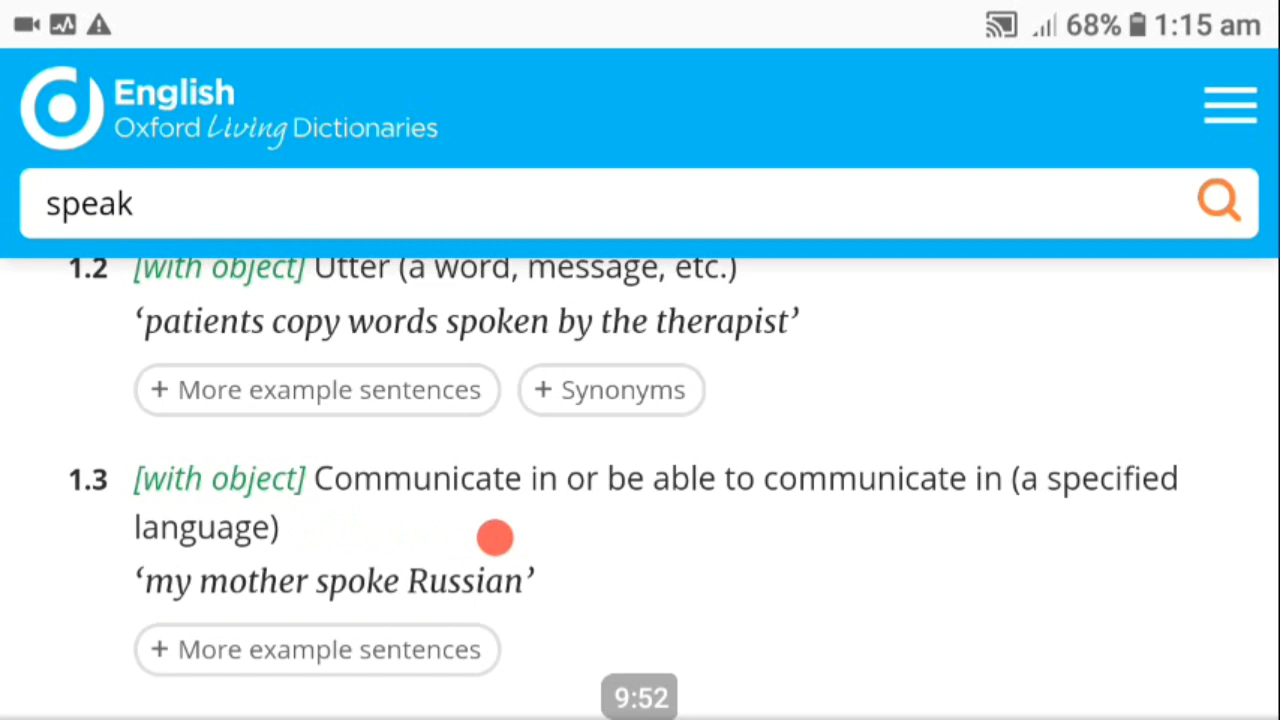 68% 1:15 am
English
Oxford Living Dictionaries
speak
1.2 [with object] Utter (a word, message, etc.)
‘patients copy words spoken by the therapist’
+ More example sentences + Synonyms
1.3 [with object] Communicate in or be able to communicate in (a specified
language)
‘my mother spoke Russian’
+ More example sentences
9:52